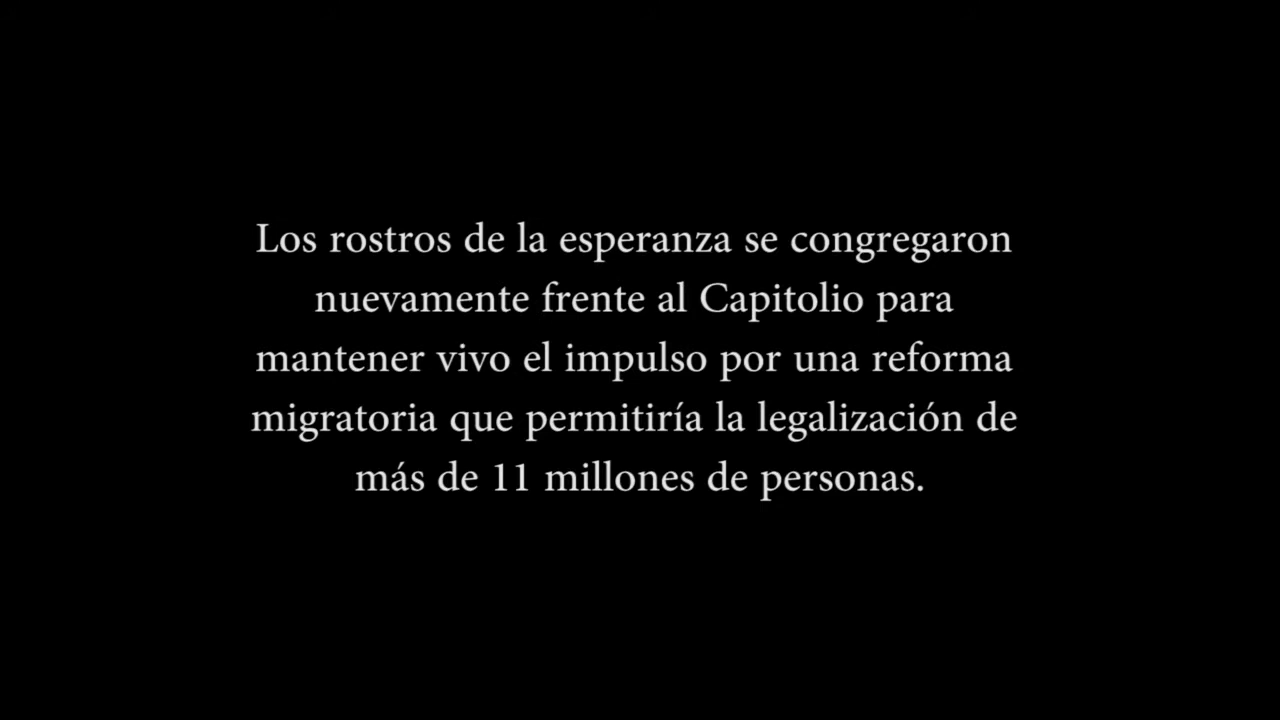 Los rostros de la esperanza se congregaron
nuevamente frente al Capitolio para
mantener vivo el impulso por una reforma
migratoria que permitiría la legalización de
más de 11 millones de personas.